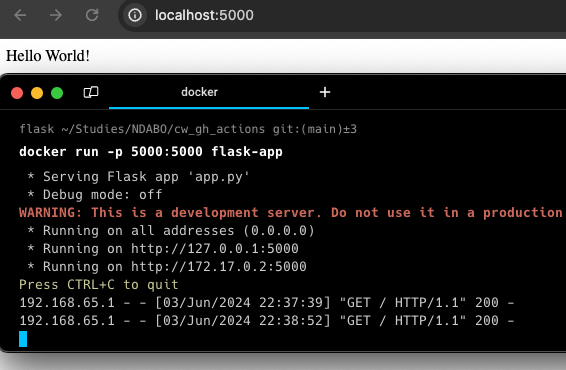 localhost:5000
Hello World!
docker
flask ~/Studies/NDABO/cw_gh_actions git:(main)±3
docker run -p 5000:5000 flask-app
* Serving Flask app 'app.py'
* Debug mode: off
WARNING: This is a development server. Do not use it in a production
* Running on all addresses (0.0.0.0)
* Running on http://127.0.0.1:5000
* Running on http://172.17.0.2:5000
Press CTRL+C to quit
192.168.65.1 - - [03/Jun/2024 22:37:39] "GET / HTTP/1.1" 200 -
192.168.65.1 - - [03/Jun/2024 22:38:52] "GET / HTTP/1.1" 200 -